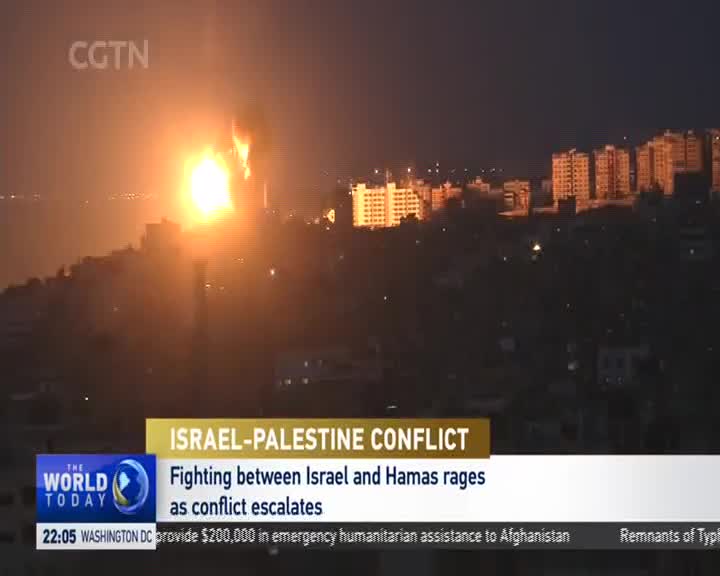 CGTN
ISRAEL-PALESTINE CONFLICT
Fighting between Israel and Hamas rages
as conflict escalates
THE
WORLD
TODAY
22:05 WASHINGTON DC
provide $200,000 in emergency humanitarian assistance to Afghanistan Remnants of